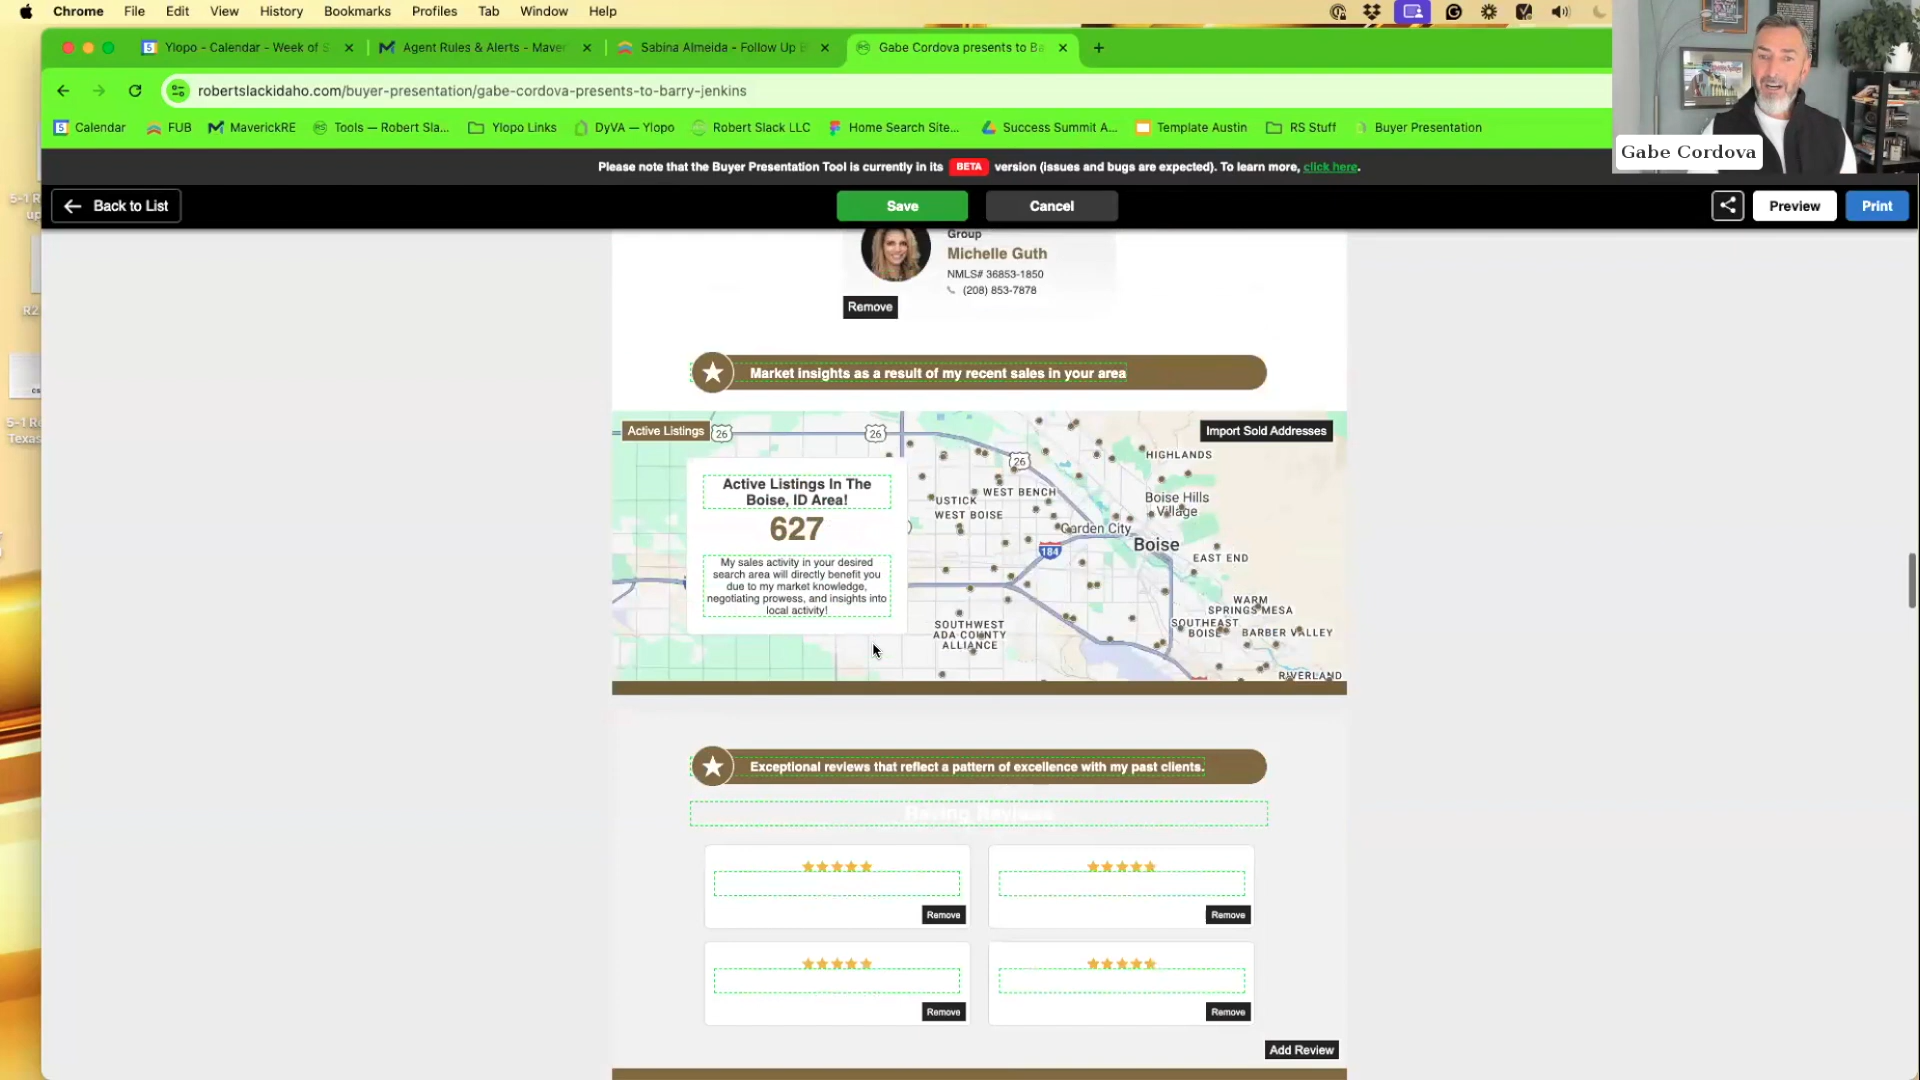 Chrome File Edit View History Bookmarks Profiles Tab Window Help
Ylopo - Calendar - Week of S
Agent Rules & Alerts - Maver
Sabina Almeida - Follow Up B
Gabe Cordova presents to Ba
robertslackidaho.com/buyer-presentation/gabe-cordova-presents-to-barry-jenkins
Calendar FUB MaverickRE Tools — Robert Sla... Ylopo Links DyVA — Ylopo Robert Slack LLC Home Search Site... Success Summit A... Template Austin RS Stuff Buyer Presentation
Gabe Cordova
Please note that the Buyer Presentation Tool is currently in its BETA version (issues and bugs are expected). To learn more, click here.
Back to List Save Cancel Preview Print
Group
Michelle Guth
NMLS# 36853-1850
(208) 853-7878
Remove
Market insights as a result of my recent sales in your area
Active Listings
Import Sold Addresses
26
26
26
HIGHLANDS
Active Listings In The
Boise, ID Area!
627
My sales activity in your desired
search area will directly benefit you
due to my market knowledge,
negotiating prowess, and insights into
local activity!
USTICK
WEST BENCH
WEST BOISE
Boise Hills
Village
Garden City
184
Boise
EAST END
WARM
SPRINGS MESA
SOUTHEAST
BOISE
BARBER VALLEY
SOUTHWEST
ADA COUNTY
ALLIANCE
RIVERLAND
Exceptional reviews that reflect a pattern of excellence with my past clients.
Remove
Remove
Remove
Remove
Add Review